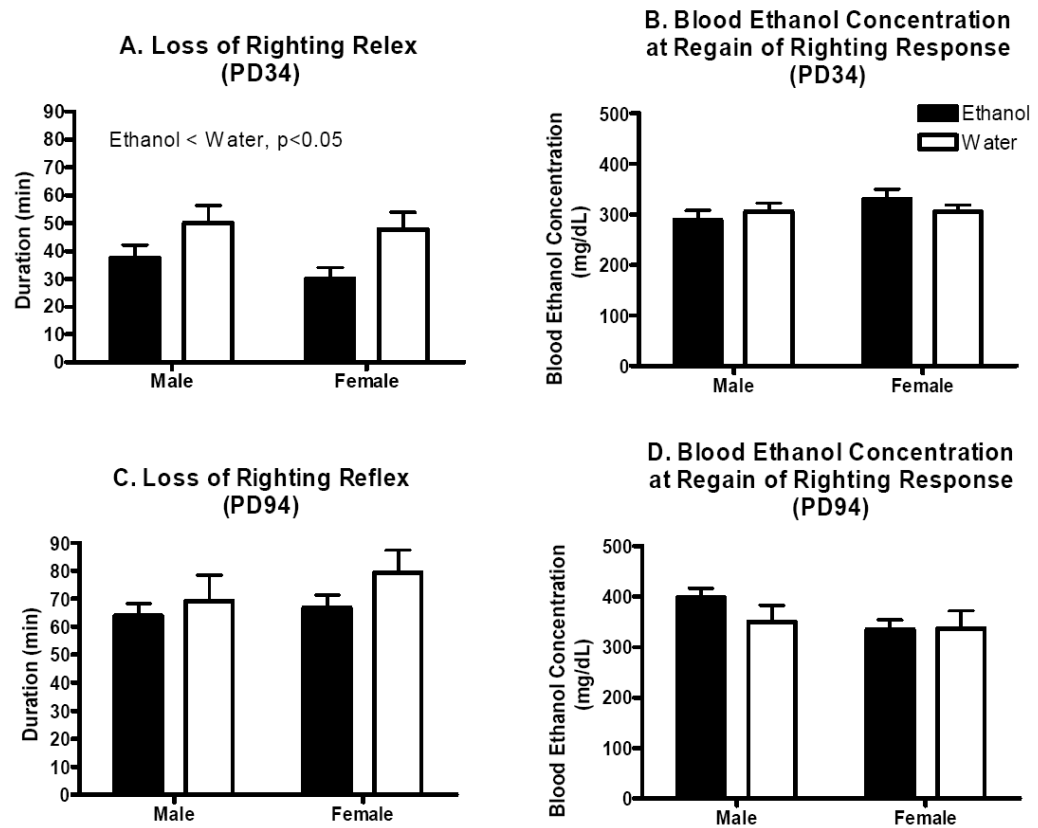 A. Loss of Righting Relex
(PD34)
Ethanol < Water, p<0.05
Duration (min)
90
80
70
60
50
40
30
20
10
0
Male
Female
B. Blood Ethanol Concentration
at Regain of Righting Response
(PD34)
Ethanol
Water
Blood Ethanol Concentration
(mg/dL)
500
400
300
200
100
0
Male
Female
C. Loss of Righting Reflex
(PD94)
Duration (min)
90
80
70
60
50
40
30
20
10
0
Male
Female
D. Blood Ethanol Concentration
at Regain of Righting Response
(PD94)
Blood Ethanol Concentration
(mg/dL)
500
400
300
200
100
0
Male
Female